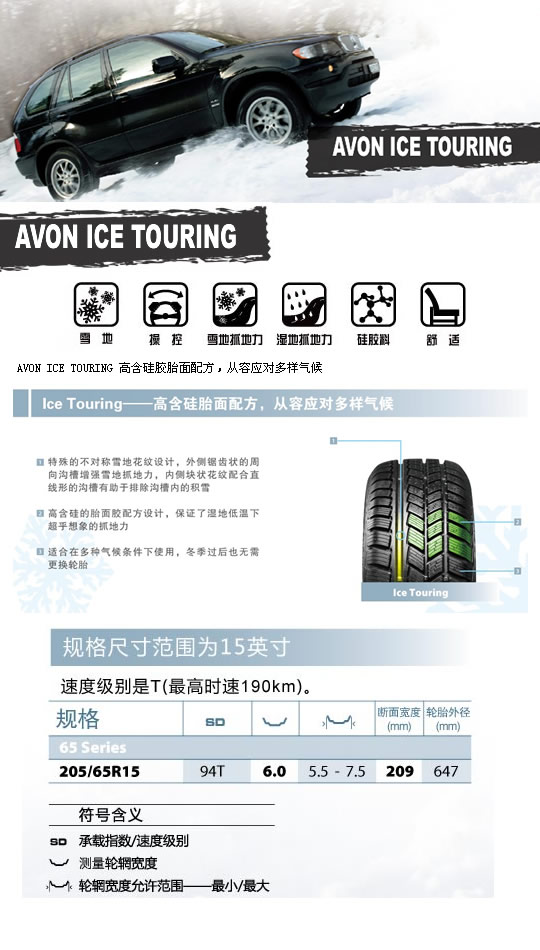 AVON ICE TOURING
AVON ICE TOURING
雪 地
操 控
雪地抓地力
湿地抓地力
硅胶料
舒 适
AVON ICE TOURING 高含硅胶胎面配方，从容应对多样气候
Ice Touring——高含硅胎面配方，从容应对多样气候
1 特殊的不对称雪地花纹设计，外侧锯齿状的周
向沟槽增强雪地抓地力，内侧块状花纹配合直
线形的沟槽有助于排除沟槽内的积雪
2 高含硅的胎面胶配方设计，保证了湿地低温下
超乎想象的抓地力
3 适合在多种气候条件下使用，冬季过后也无需
更换轮胎
1
2
3
Ice Touring
规格尺寸范围为15英寸
速度级别是T(最高时速190km)。
规格 SD 断面宽度 (mm) 轮胎外径 (mm)
65 Series
205/65R15 94T 6.0 5.5 - 7.5 209 647
符号含义
SD 承载指数/速度级别
测量轮辋宽度
轮辋宽度允许范围——最小/最大